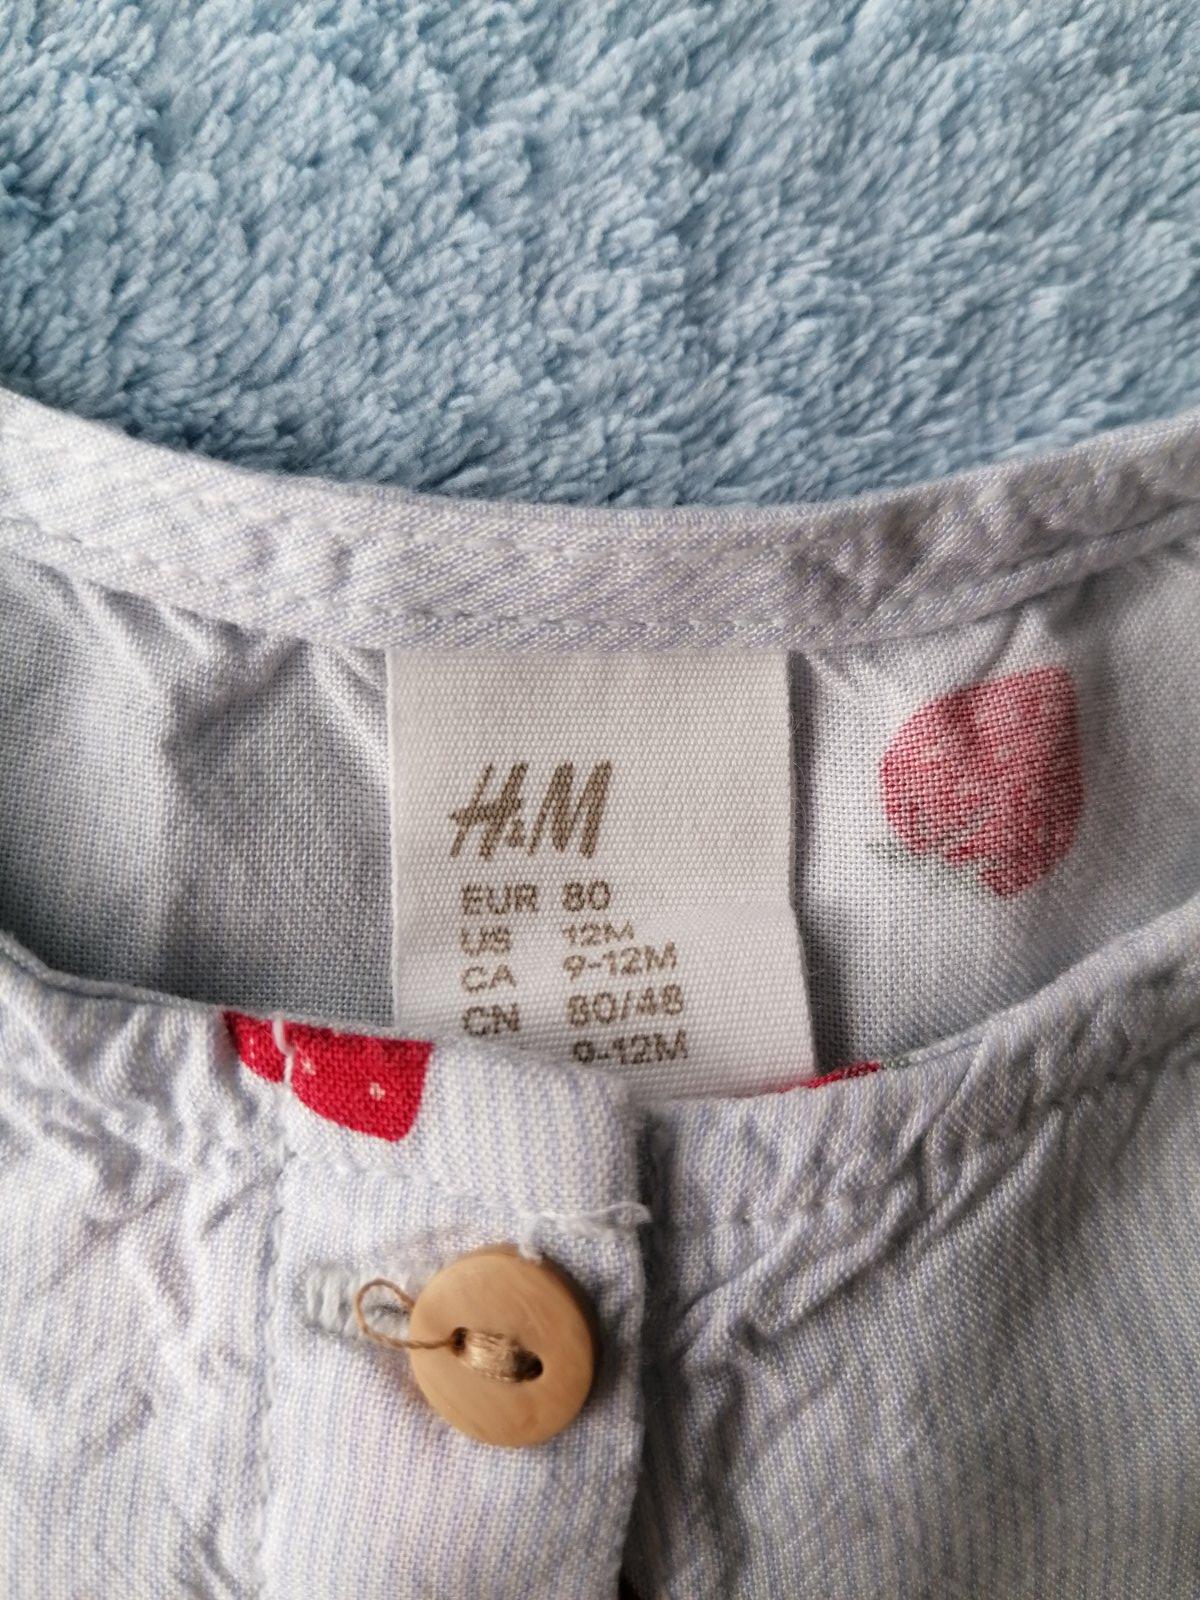 H&M
EUR 80
US 12M
CA 9-12M
CN 80/48
9-12M